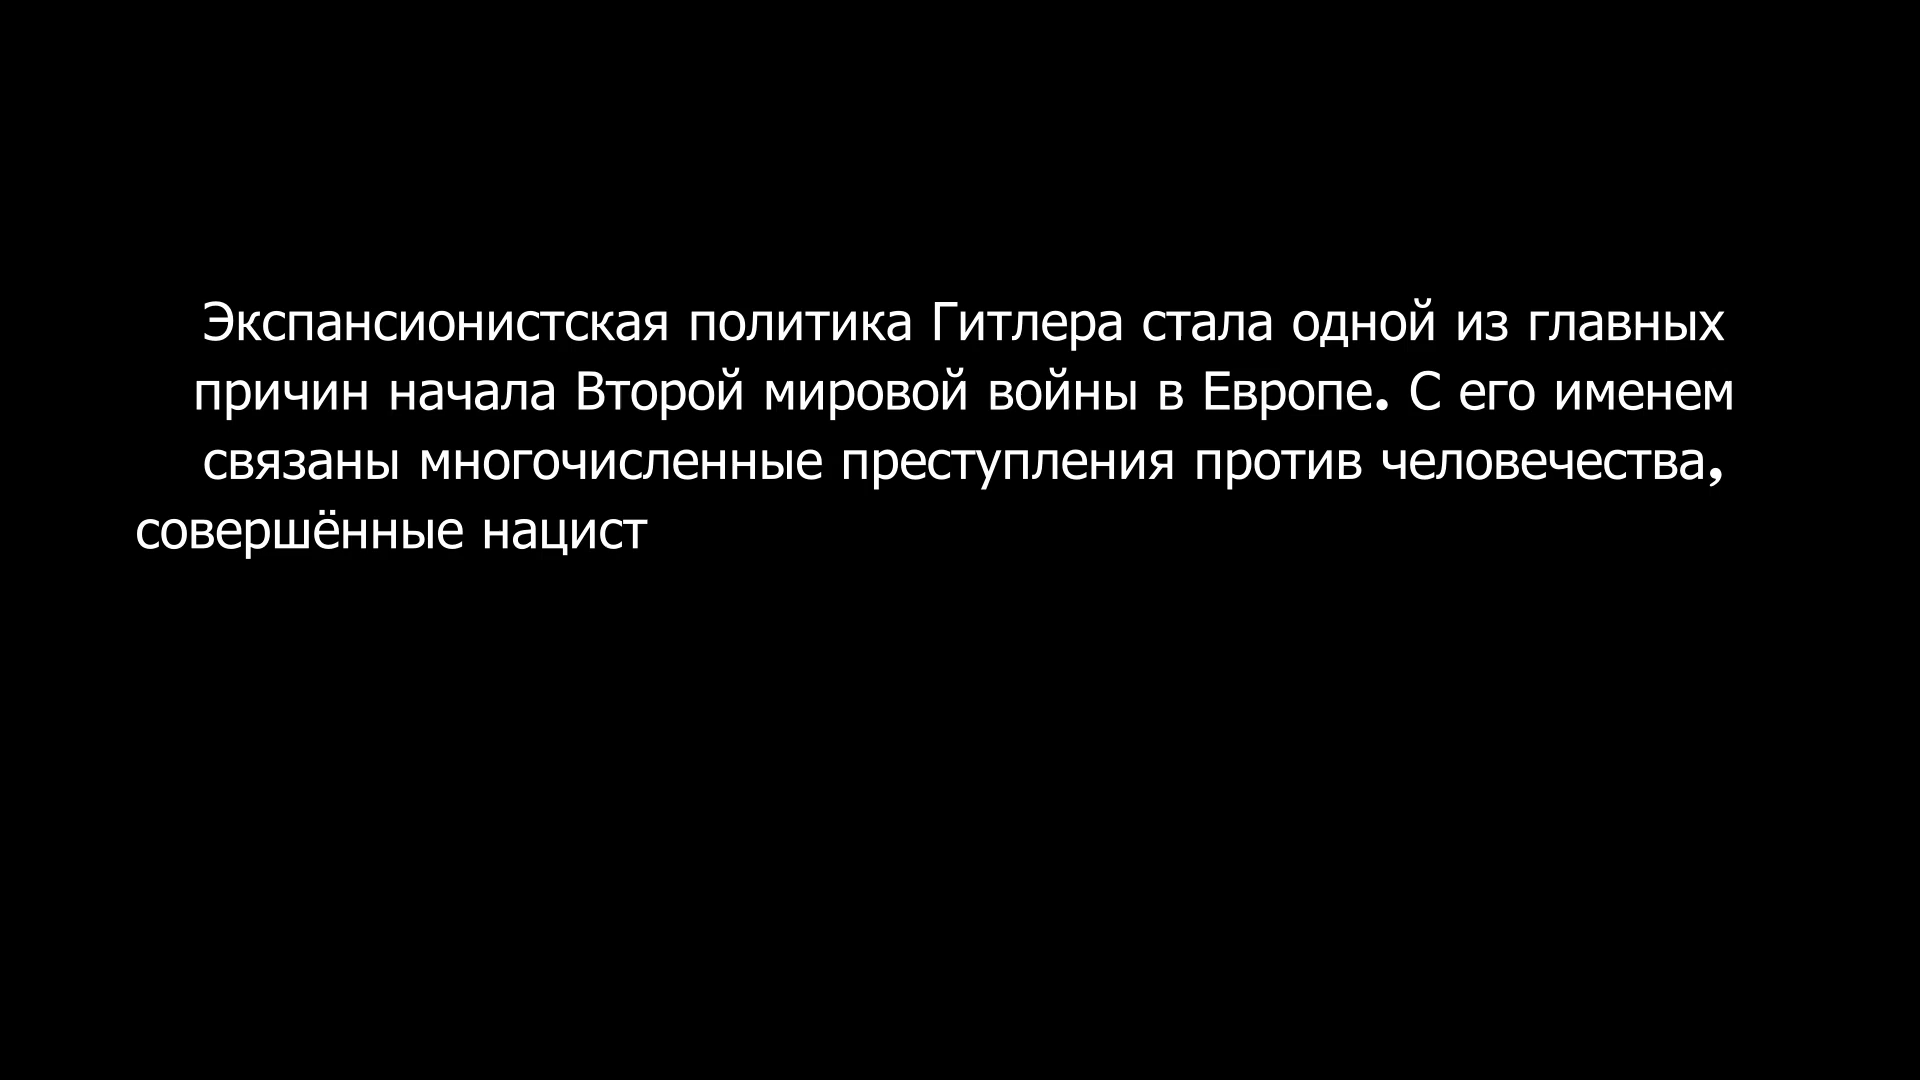 Экспансионистская политика Гитлера стала одной из главных
причин начала Второй мировой войны в Европе. С его именем
связаны многочисленные преступления против человечества,
совершённые нацист